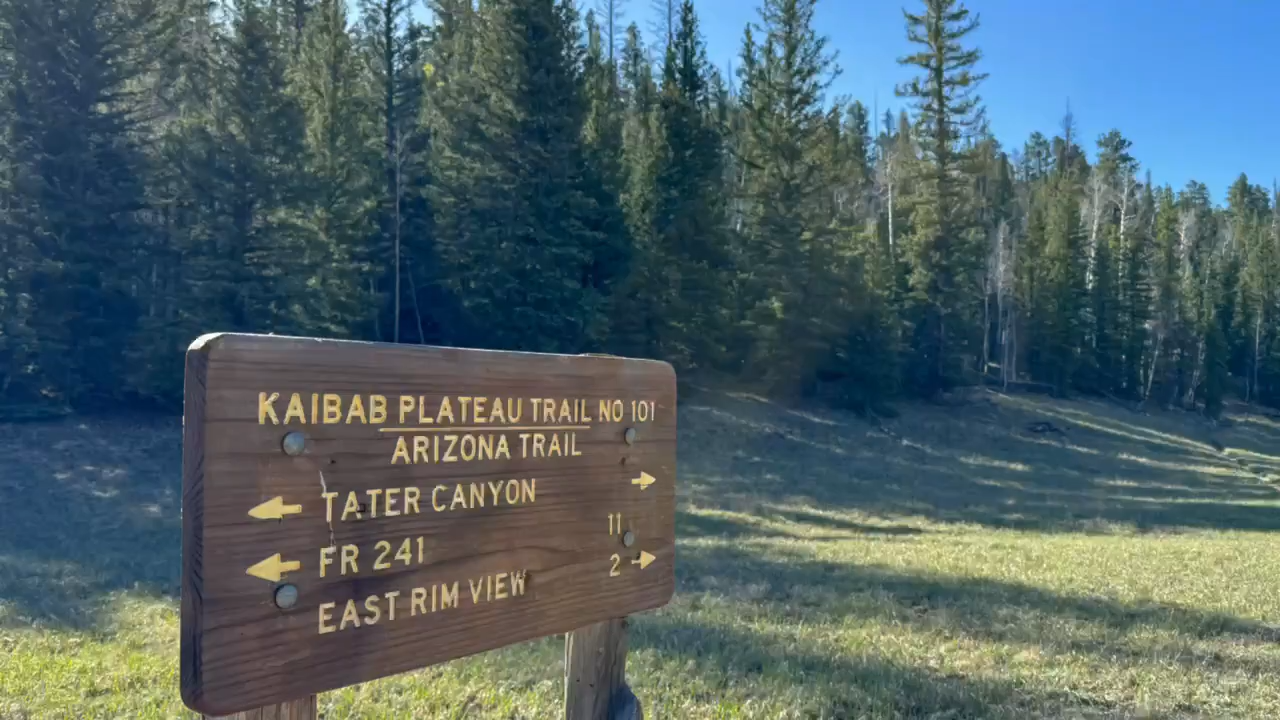 KAIBAB PLATEAU TRAIL NO 101
ARIZONA TRAIL
TATER CANYON
FR 241 11
EAST RIM VIEW 2